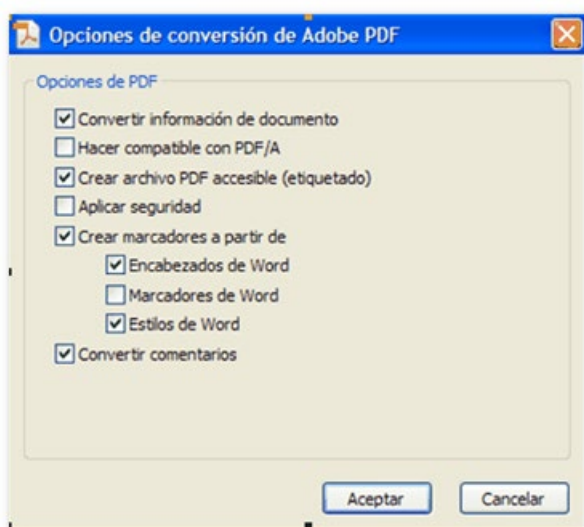 Opciones de conversión de Adobe PDF
Opciones de PDF
Convertir información de documento
Hacer compatible con PDF/A
Crear archivo PDF accesible (etiquetado)
Aplicar seguridad
Crear marcadores a partir de
Encabezados de Word
Marcadores de Word
Estilos de Word
Convertir comentarios
Aceptar Cancelar